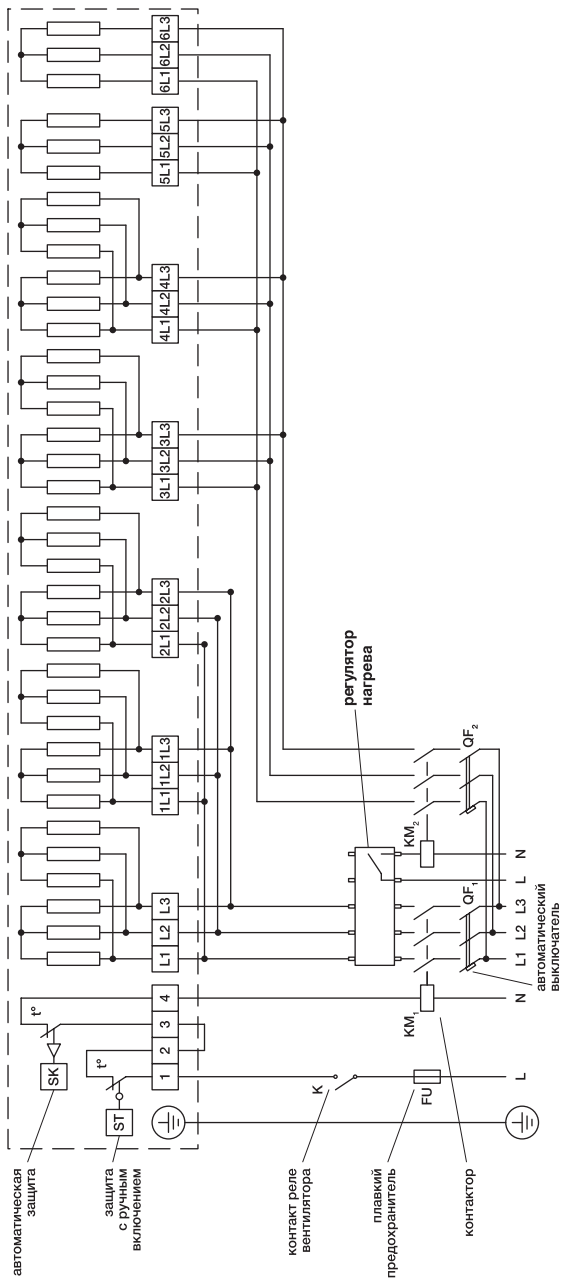 автоматическая
защита
защита
с ручным
включением
SK
ST
t°
t°
1
2
3
4
L1
L2
L3
1L1
1L2
1L3
2L1
2L2
2L3
3L1
3L2
3L3
4L1
4L2
4L3
5L1
5L2
5L3
6L1
6L2
6L3
контакт реле
вентилятора
K
регулятор
нагрева
плавкий
предохранитель
FU
контактор
KM1
KM2
QF1
QF2
автоматический
выключатель
L
N
L1
L2
L3
L
N